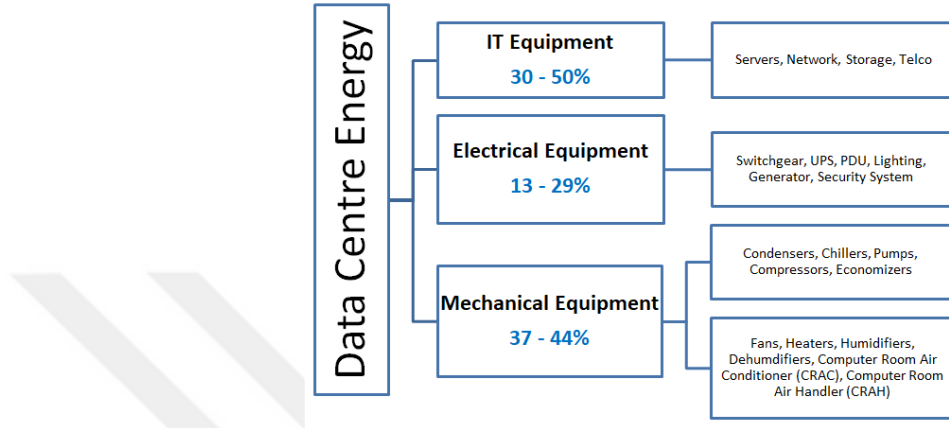 Data Centre Energy
IT Equipment
30 - 50%
Servers, Network, Storage, Telco
Electrical Equipment
13 - 29%
Switchgear, UPS, PDU, Lighting,
Generator, Security System
Mechanical Equipment
37 - 44%
Condensers, Chillers, Pumps,
Compressors, Economizers
Fans, Heaters, Humidifiers,
Dehumdifiers, Computer Room Air
Conditioner (CRAC), Computer Room
Air Handler (CRAH)